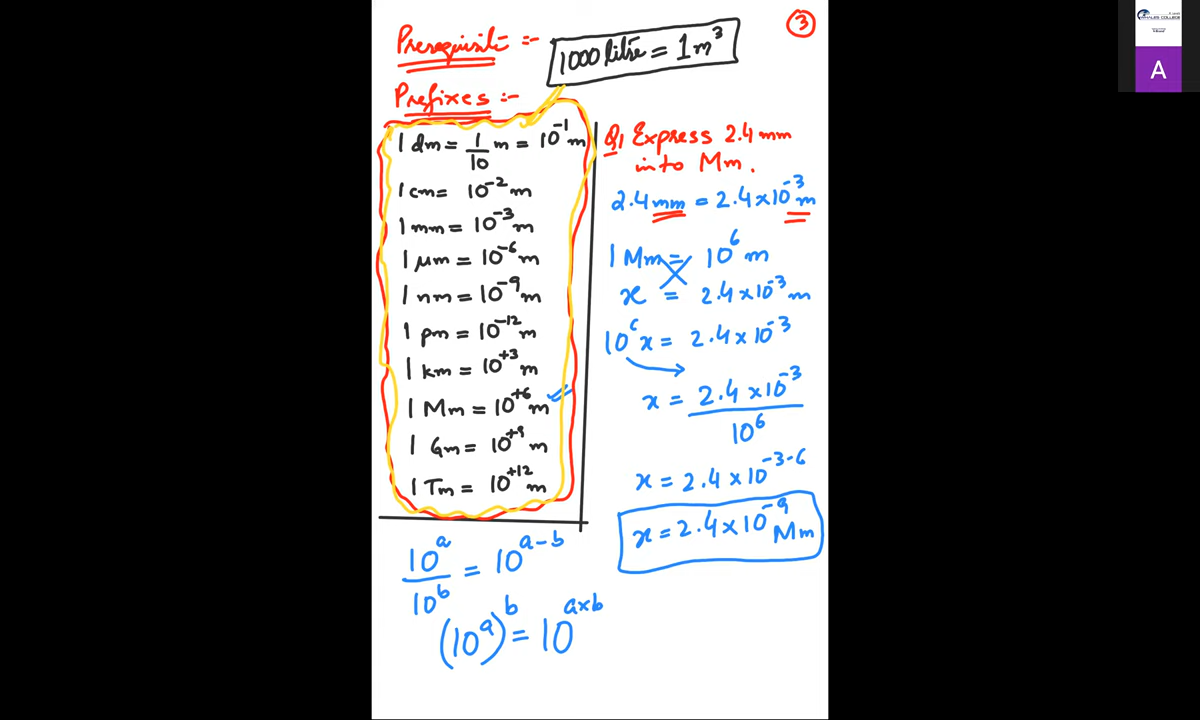 3
Prerequisite :-
1000 litre = 1m³
Prefixes :-
1 dm = 1/10 m = 10⁻¹ m
1 cm = 10⁻² m
1 mm = 10⁻³ m
1 μm = 10⁻⁶ m
1 nm = 10⁻⁹ m
1 pm = 10⁻¹² m
1 km = 10⁺³ m
1 Mm = 10⁺⁶ m
1 Gm = 10⁺⁹ m
1 Tm = 10⁺¹² m
10ᵃ/10ᵇ = 10ᵃ⁻ᵇ
(10ᵃ)ᵇ = 10ᵃˣᵇ
Q1 Express 2.4 mm
into Mm.
2.4 mm = 2.4 × 10⁻³ m
1 Mm = 10⁶ m
x = 2.4 × 10⁻³ m
10⁶ x = 2.4 × 10⁻³
x = 2.4 × 10⁻³/10⁶
x = 2.4 × 10⁻³⁻⁶
x = 2.4 × 10⁻⁹ Mm
WHALES COLLEGE
A